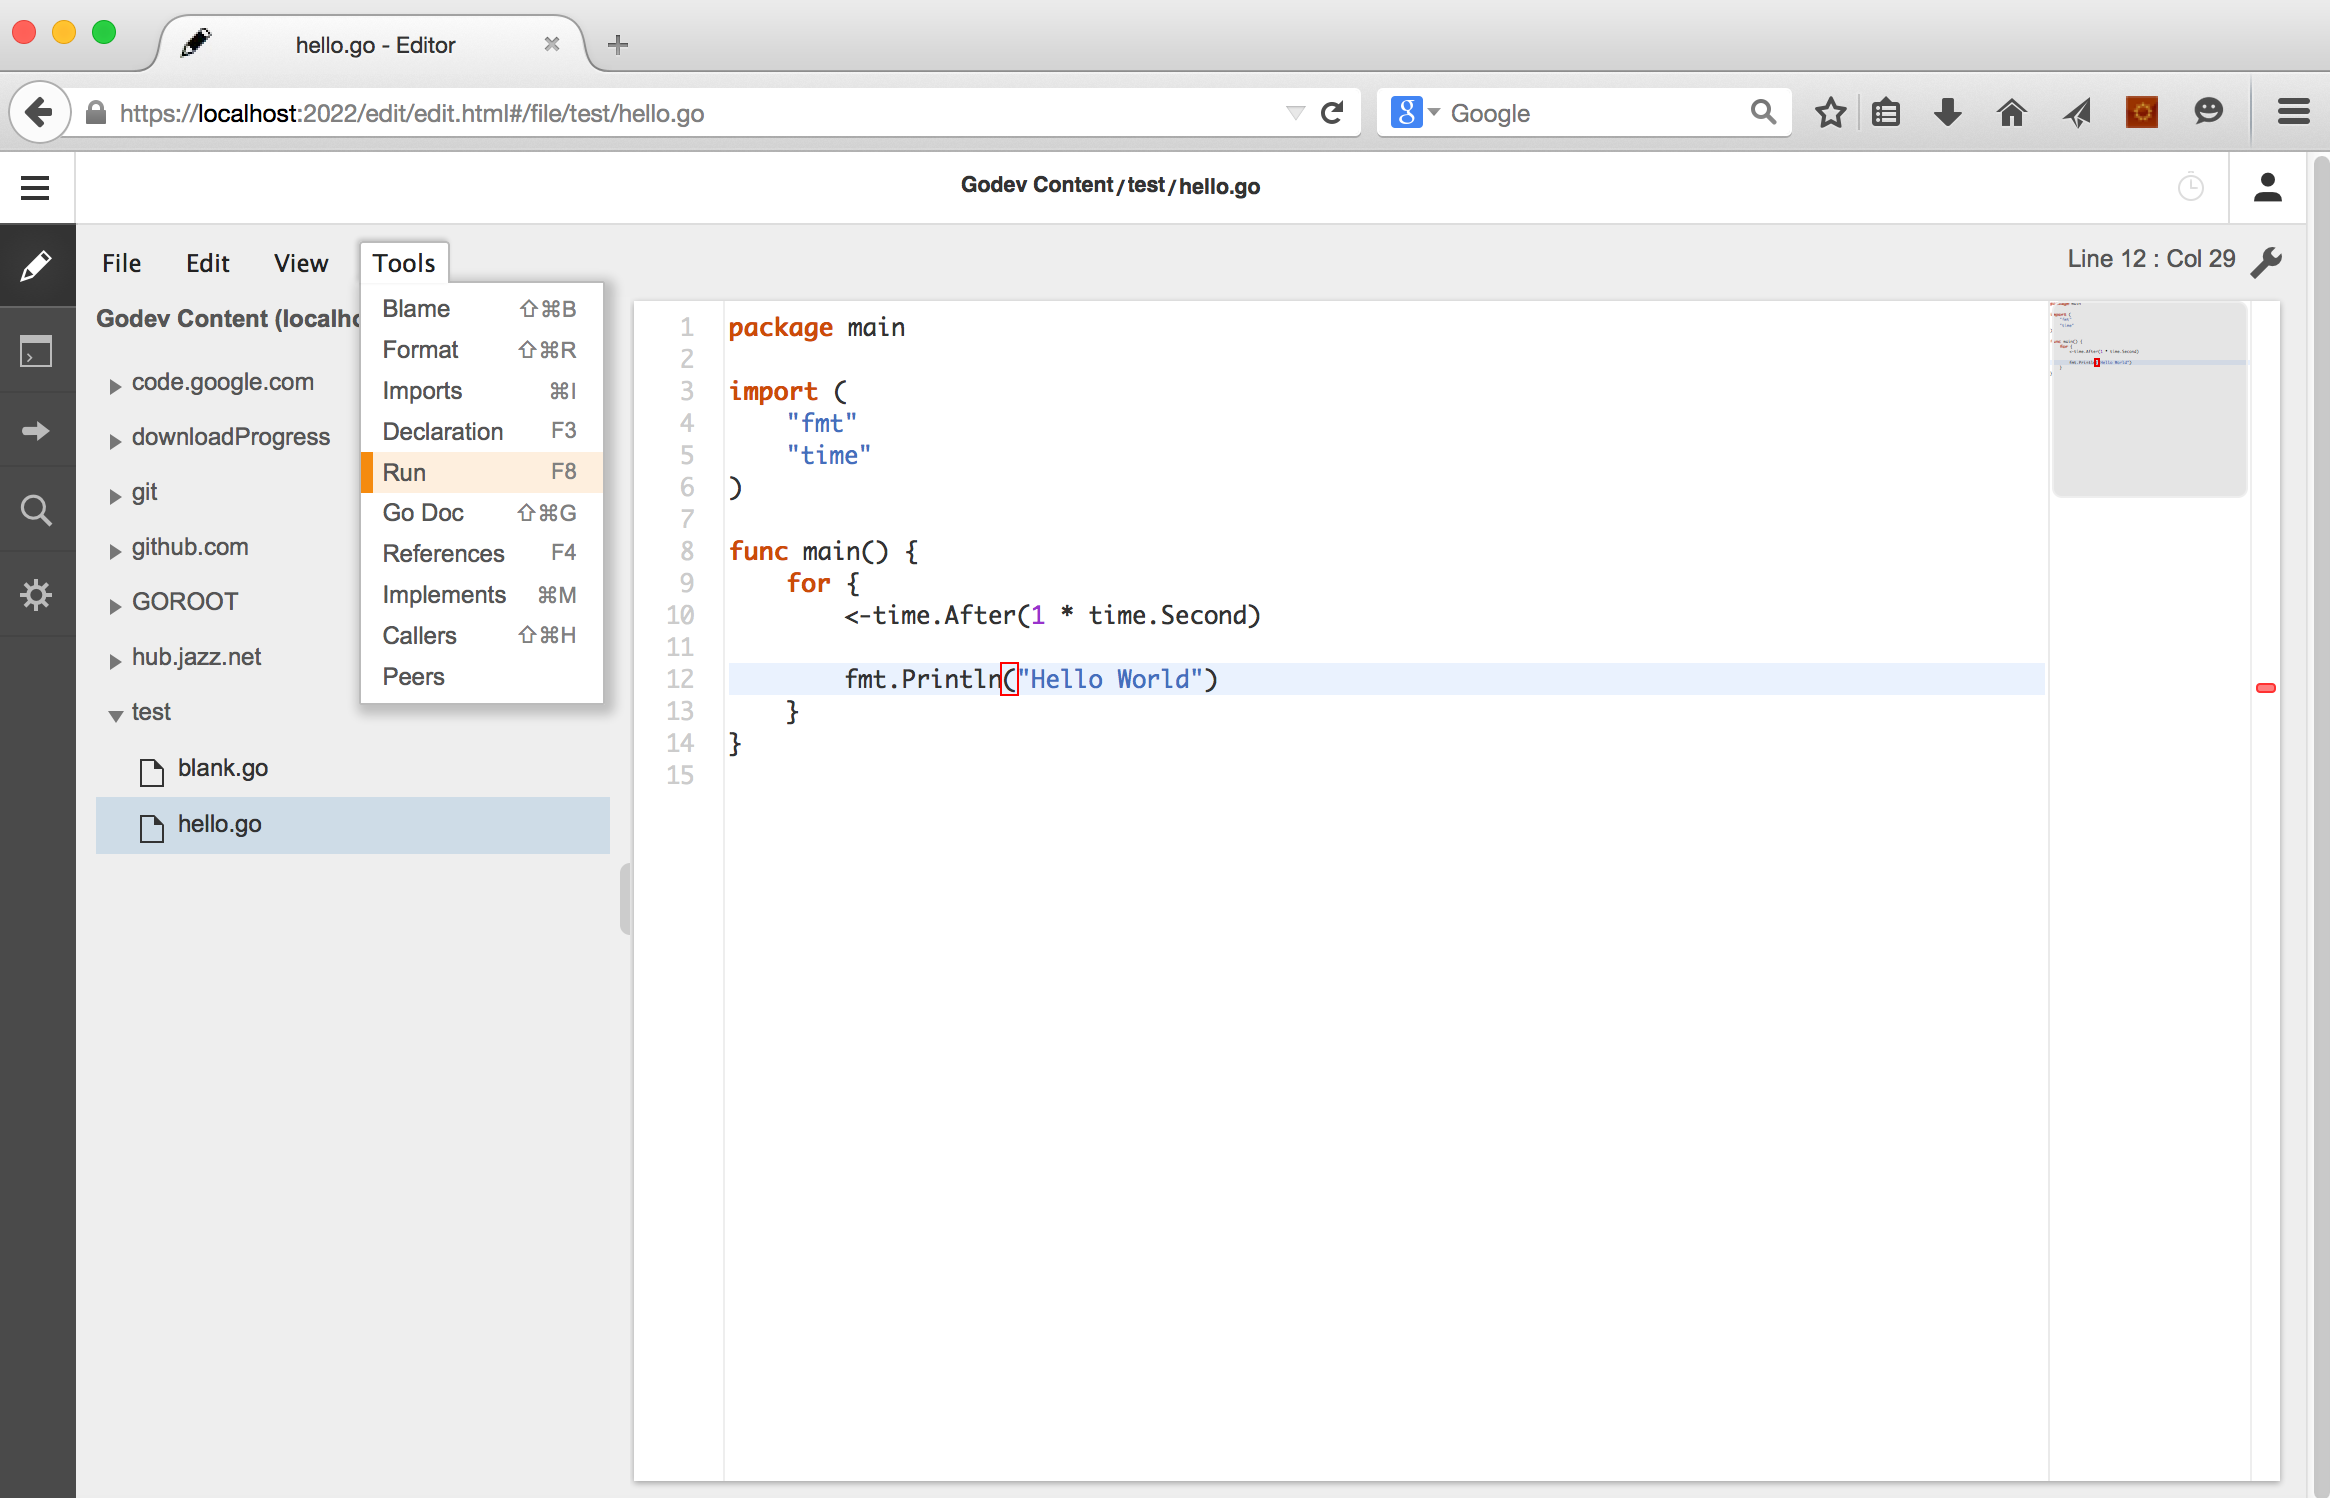 hello.go - Editor
https://localhost:2022/edit/edit.html#/file/test/hello.go
g Google
Godev Content/test/hello.go
File Edit View Tools
Line 12 : Col 29
Godev Content (localho
code.google.com
downloadProgress
git
github.com
GOROOT
hub.jazz.net
test
blank.go
hello.go
Blame ⇧⌘B
Format ⇧⌘R
Imports ⌘I
Declaration F3
Run F8
Go Doc ⇧⌘G
References F4
Implements ⌘M
Callers ⇧⌘H
Peers
1 package main
2
3 import (
4 "fmt"
5 "time"
6 )
7
8 func main() {
9 for {
10 <-time.After(1 * time.Second)
11
12 fmt.Println("Hello World")
13 }
14 }
15